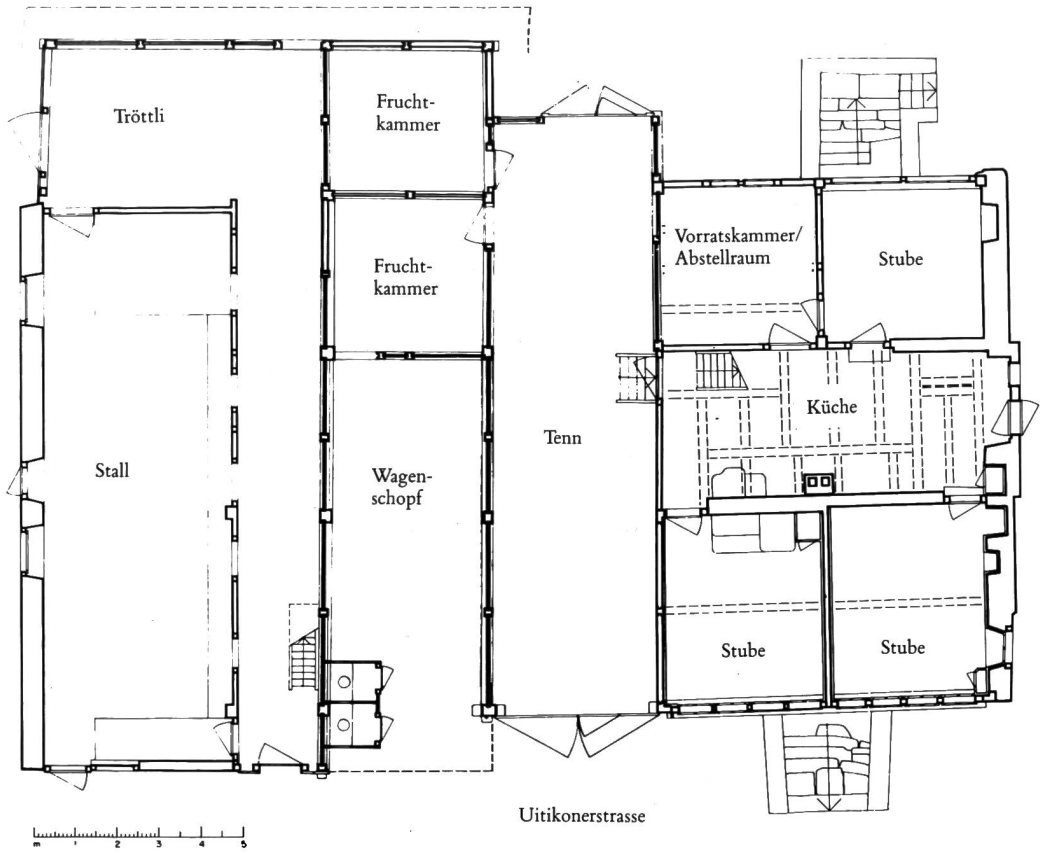 Tröttli
Frucht-
kammer
Frucht-
kammer
Vorratskammer/
Abstellraum
Stube
Küche
Tenn
Stall
Wagen-
schopf
Stube
Stube
Uitikonerstrasse
m 1 2 3 4 5